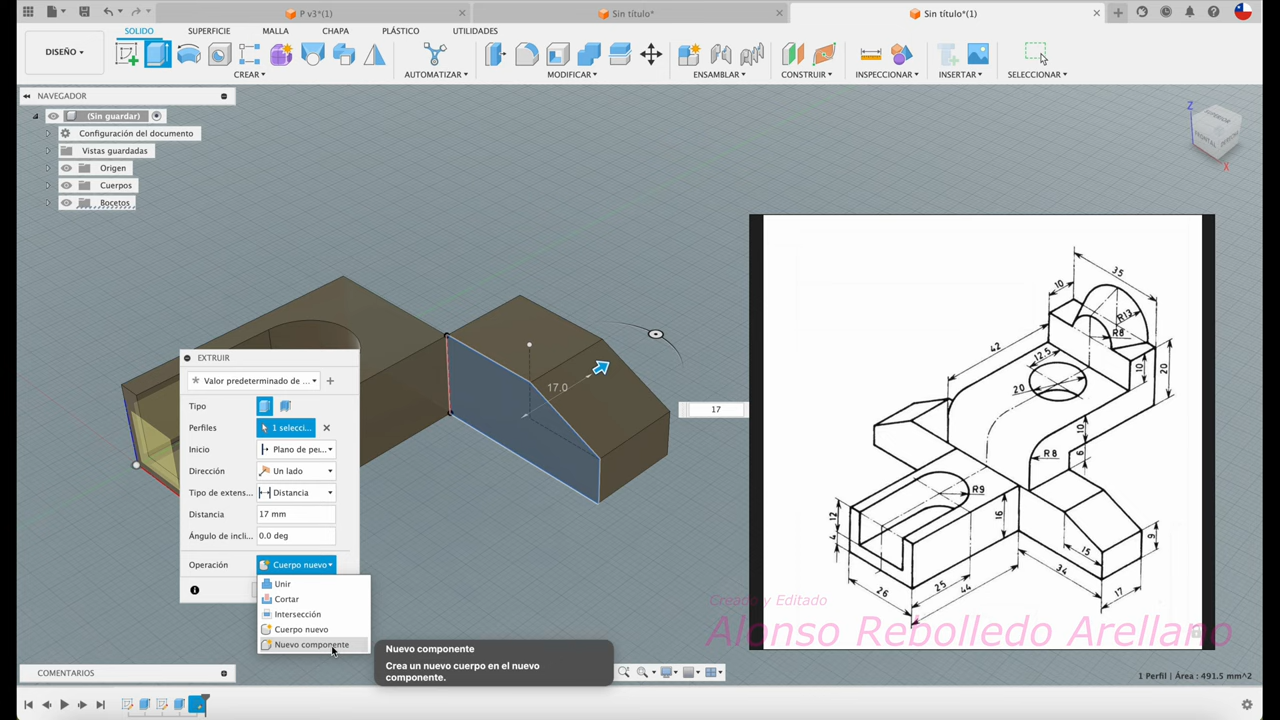 P v3*(1)
Sin título*
Sin título*(1)
DISEÑO
SOLIDO
SUPERFICIE
MALLA
CHAPA
PLÁSTICO
UTILIDADES
CREAR
AUTOMATIZAR
MODIFICAR
ENSAMBLAR
CONSTRUIR
INSPECCIONAR
INSERTAR
SELECCIONAR
NAVEGADOR
(Sin guardar)
Configuración del documento
Vistas guardadas
Origen
Cuerpos
Bocetos
Z
X
17.0
17
EXTRUIR
Valor predeterminado de ...
Tipo
Perfiles
1 selecci...
Inicio
Plano de per...
Dirección
Un lado
Tipo de extens...
Distancia
Distancia
17 mm
Ángulo de incli...
0.0 deg
Operación
Cuerpo nuevo
Unir
Cortar
Intersección
Cuerpo nuevo
Nuevo componente
Nuevo componente
Crea un nuevo cuerpo en el nuevo
componente.
35
10
R13
R8
42
12.5
10
20
20
10
R8
6
R9
12
16
4
15
9
34
25
44
26
17
Creado y Editado
Alonso Rebolledo Arellano
COMENTARIOS
1 Perfil | Área : 491.5 mm^2